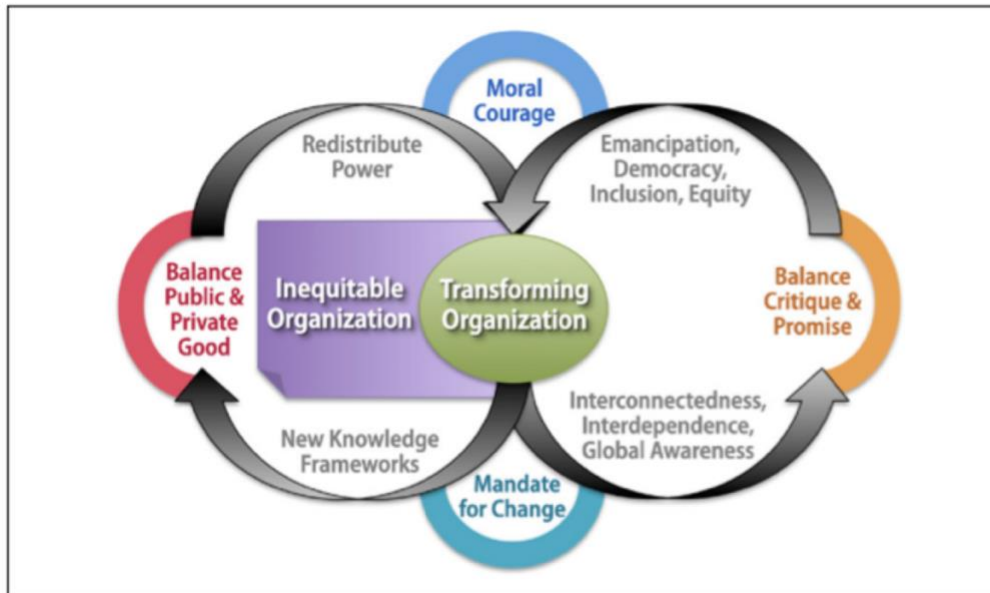 Moral
Courage
Redistribute
Power
Emancipation,
Democracy,
Inclusion, Equity
Balance
Public &
Private
Good
Inequitable
Organization
Transforming
Organization
Balance
Critique &
Promise
New Knowledge
Frameworks
Interconnectedness,
Interdependence,
Global Awareness
Mandate
for Change